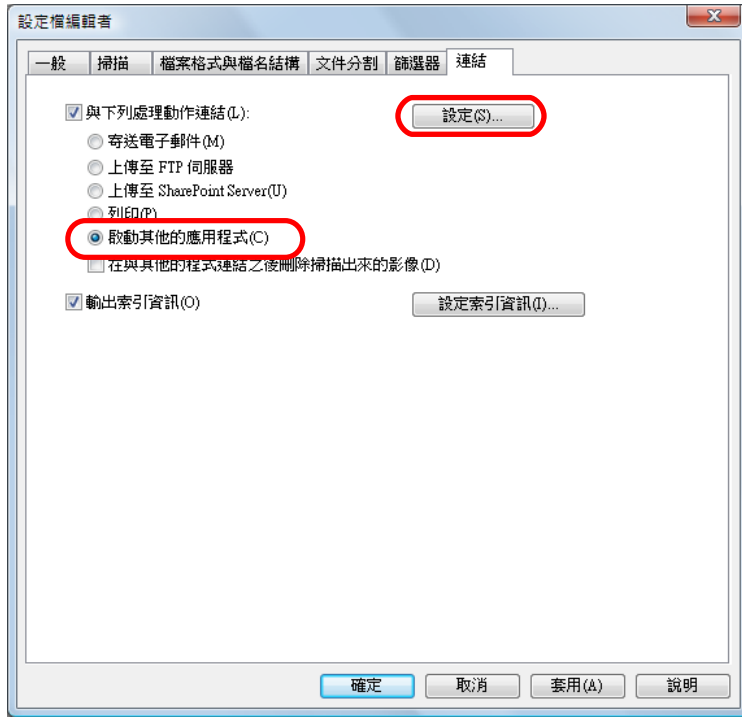 設定檔編輯者
一般 掃描 檔案格式與檔名結構 文件分割 篩選器 連結
與下列處理動作連結(L): 設定(S)...
寄送電子郵件(M)
上傳至 FTP 伺服器
上傳至 SharePoint Server(U)
列印(P)
啟動其他的應用程式(C)
在與其他的程式連結之後刪除掃描出來的影像(D)
輸出索引資訊(O) 設定索引資訊(I)...
確定 取消 套用(A) 說明